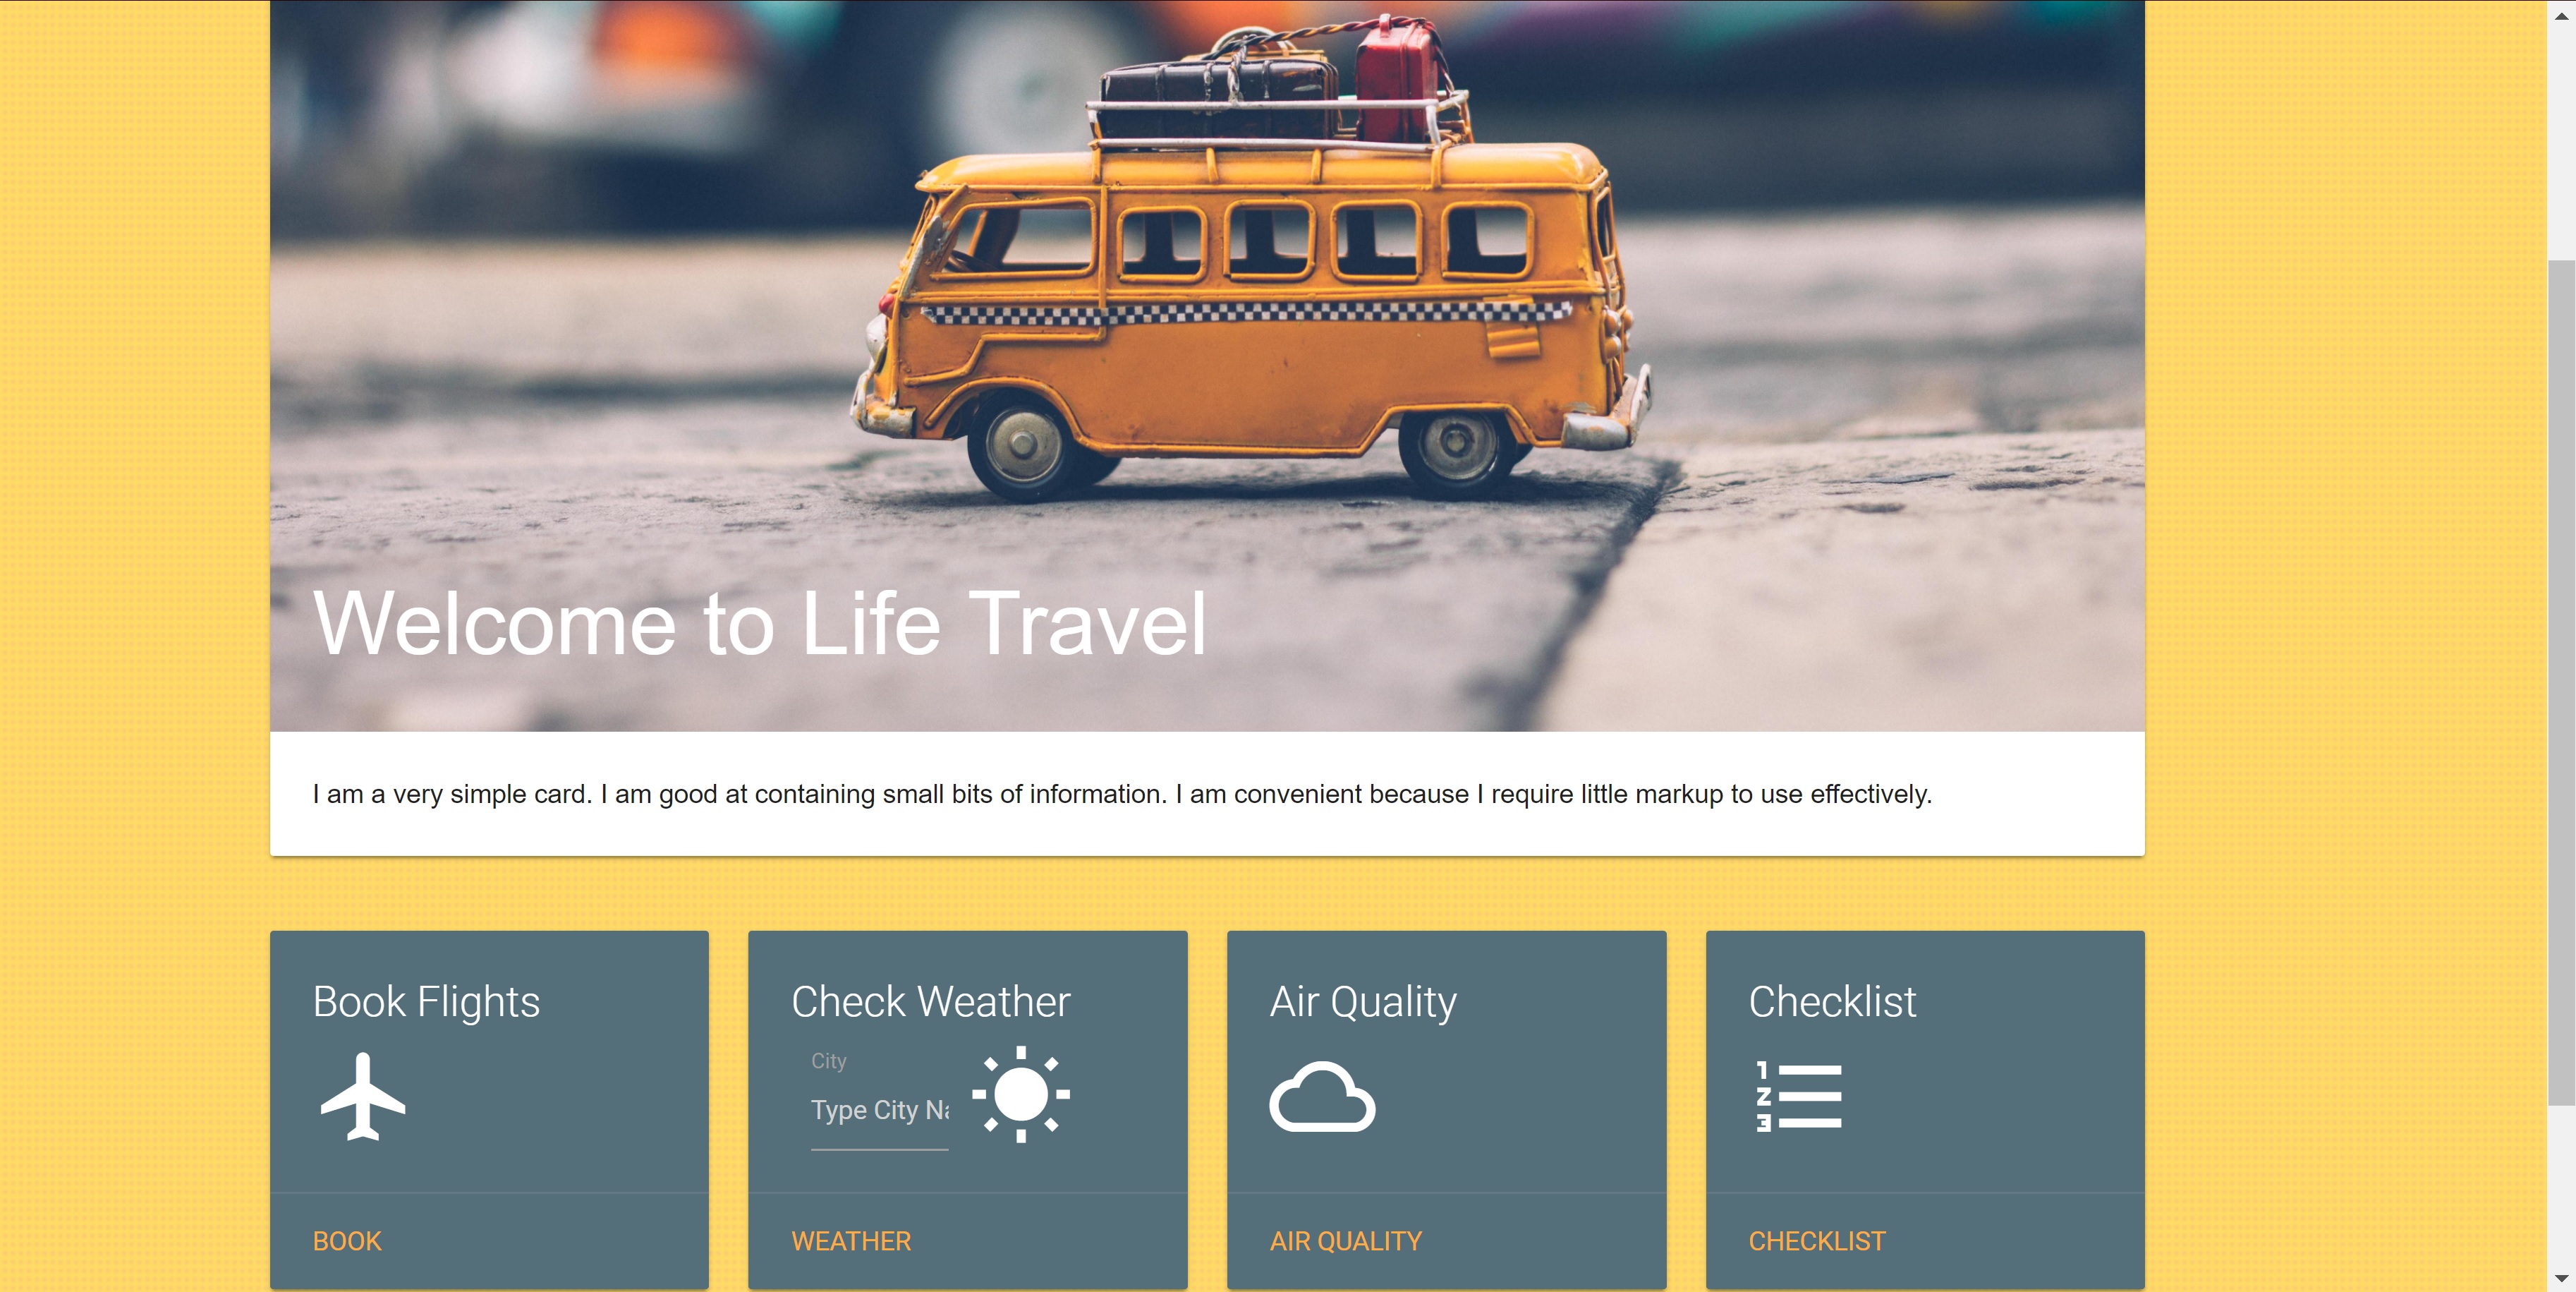 Welcome to Life Travel
I am a very simple card. I am good at containing small bits of information. I am convenient because I require little markup to use effectively.
Book Flights
Check Weather
Air Quality
Checklist
City
Type City Na
1
2
3
BOOK
WEATHER
AIR QUALITY
CHECKLIST